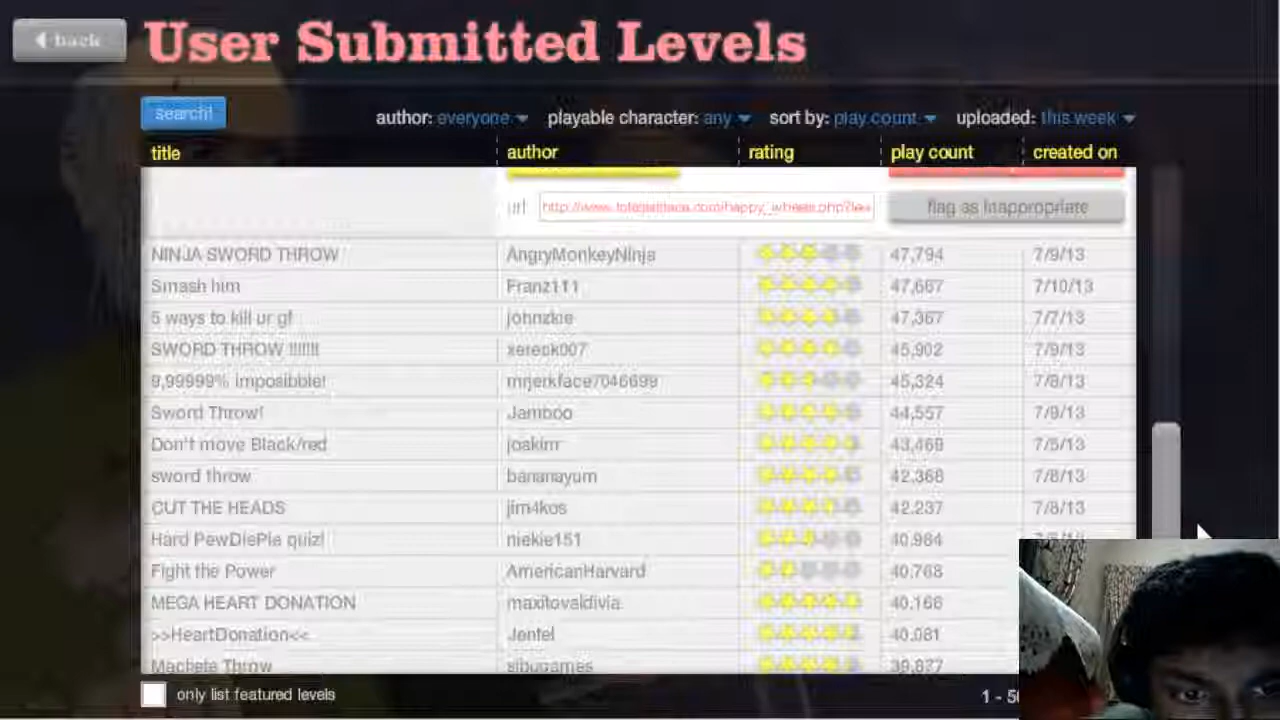 back User Submitted Levels
search!
author: everyone playable character: any sort by: play count uploaded: this week
title author rating play count created on
url flag as inappropriate
NINJA SWORD THROW AngryMonkeyNinja 47,794 7/9/13
Smash him Franz111 47,667 7/10/13
5 ways to kill ur gf 47,367 7/7/13
SWORD THROW !!!!!!! 45,902 7/9/13
9,99999% imposibble! mrjerkface7046699 45,324 7/8/13
Sword Throw! Jamboo 44,557 7/9/13
Don't move Black/red joakirr 43,469 7/5/13
sword throw bananayum 42,368 7/8/13
CUT THE HEADS jim4kos 42,237 7/8/13
Hard PewDiePie quiz! niekie151 40,984
Fight the Power AmericanHarvard 40,768
MEGA HEART DONATION maxitovaldivia 40,166
>>HeartDonation<< Jentel 40,081
Machete Throw sibugames 39,827
only list featured levels